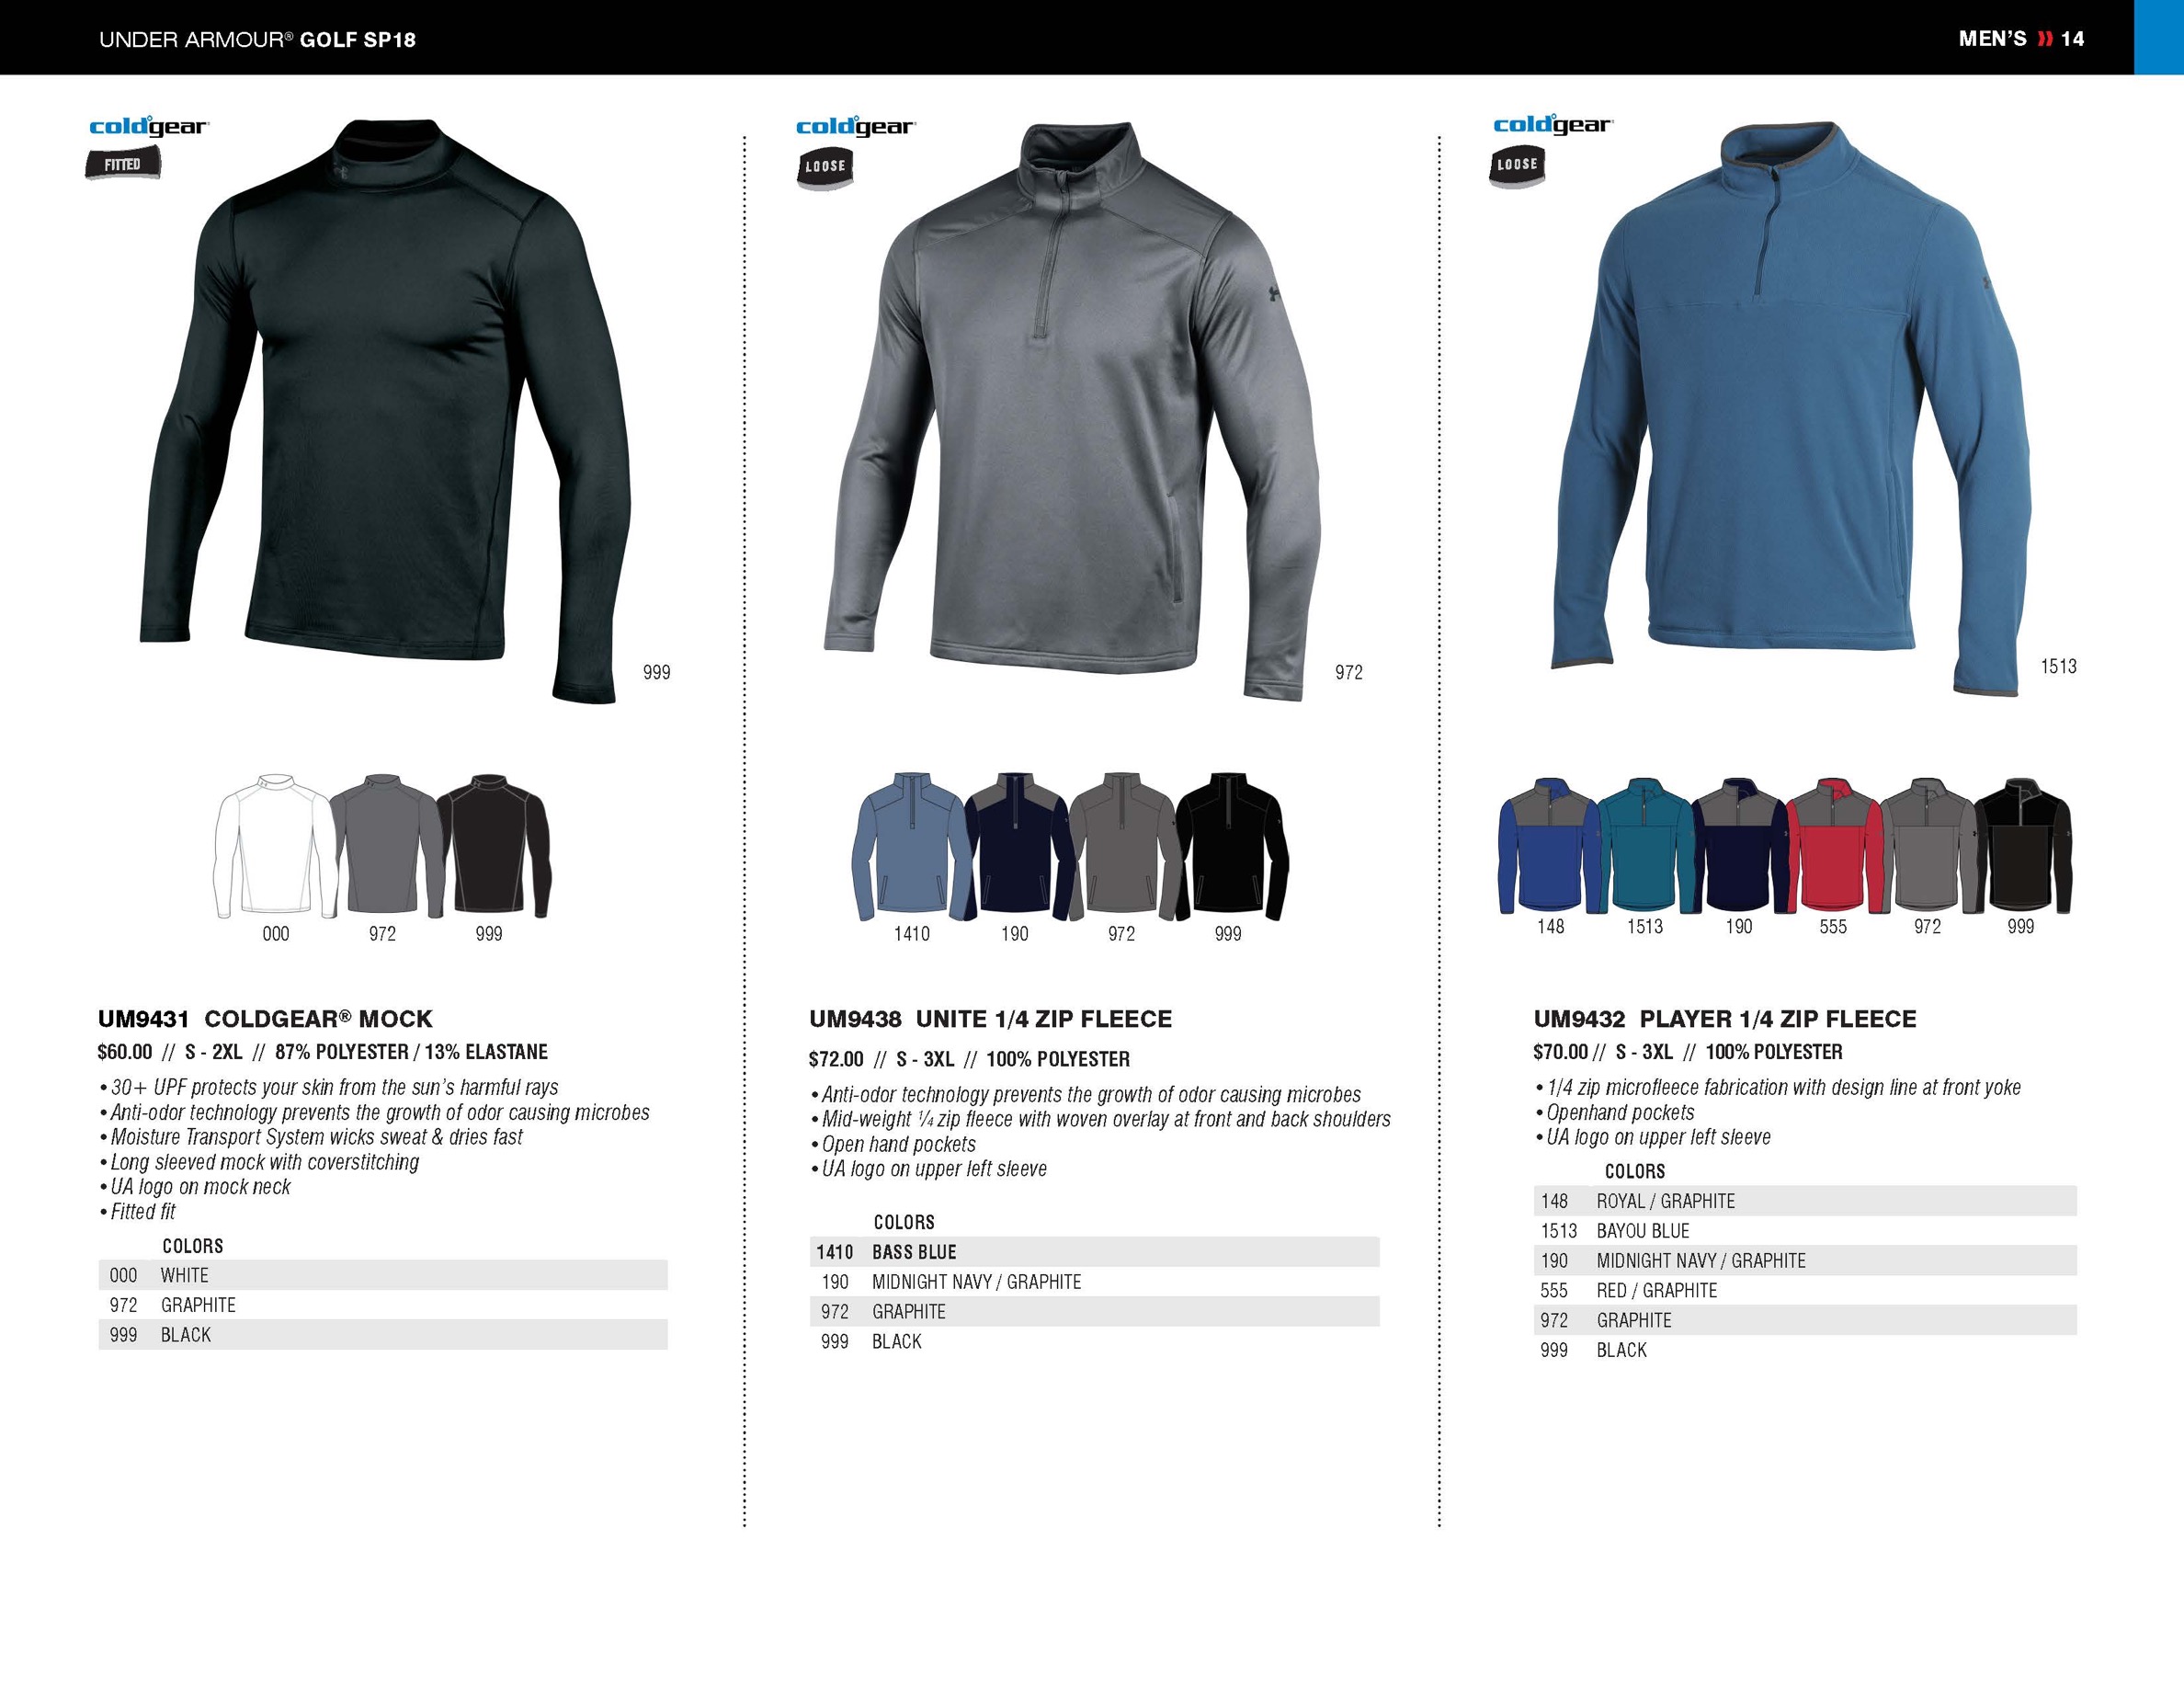 UNDER ARMOUR® GOLF SP18
MEN'S 14
coldgear
FITTED
999
000 972 999
UM9431 COLDGEAR® MOCK
$60.00 // S - 2XL // 87% POLYESTER / 13% ELASTANE
• 30+ UPF protects your skin from the sun's harmful rays
• Anti-odor technology prevents the growth of odor causing microbes
• Moisture Transport System wicks sweat & dries fast
• Long sleeved mock with coverstitching
• UA logo on mock neck
• Fitted fit
COLORS
000 WHITE
972 GRAPHITE
999 BLACK
coldgear
LOOSE
972
1410 190 972 999
UM9438 UNITE 1/4 ZIP FLEECE
$72.00 // S - 3XL // 100% POLYESTER
• Anti-odor technology prevents the growth of odor causing microbes
• Mid-weight ¼ zip fleece with woven overlay at front and back shoulders
• Open hand pockets
• UA logo on upper left sleeve
COLORS
1410 BASS BLUE
190 MIDNIGHT NAVY / GRAPHITE
972 GRAPHITE
999 BLACK
coldgear
LOOSE
1513
148 1513 190 555 972 999
UM9432 PLAYER 1/4 ZIP FLEECE
$70.00 // S - 3XL // 100% POLYESTER
• 1/4 zip microfleece fabrication with design line at front yoke
• Openhand pockets
• UA logo on upper left sleeve
COLORS
148 ROYAL / GRAPHITE
1513 BAYOU BLUE
190 MIDNIGHT NAVY / GRAPHITE
555 RED / GRAPHITE
972 GRAPHITE
999 BLACK